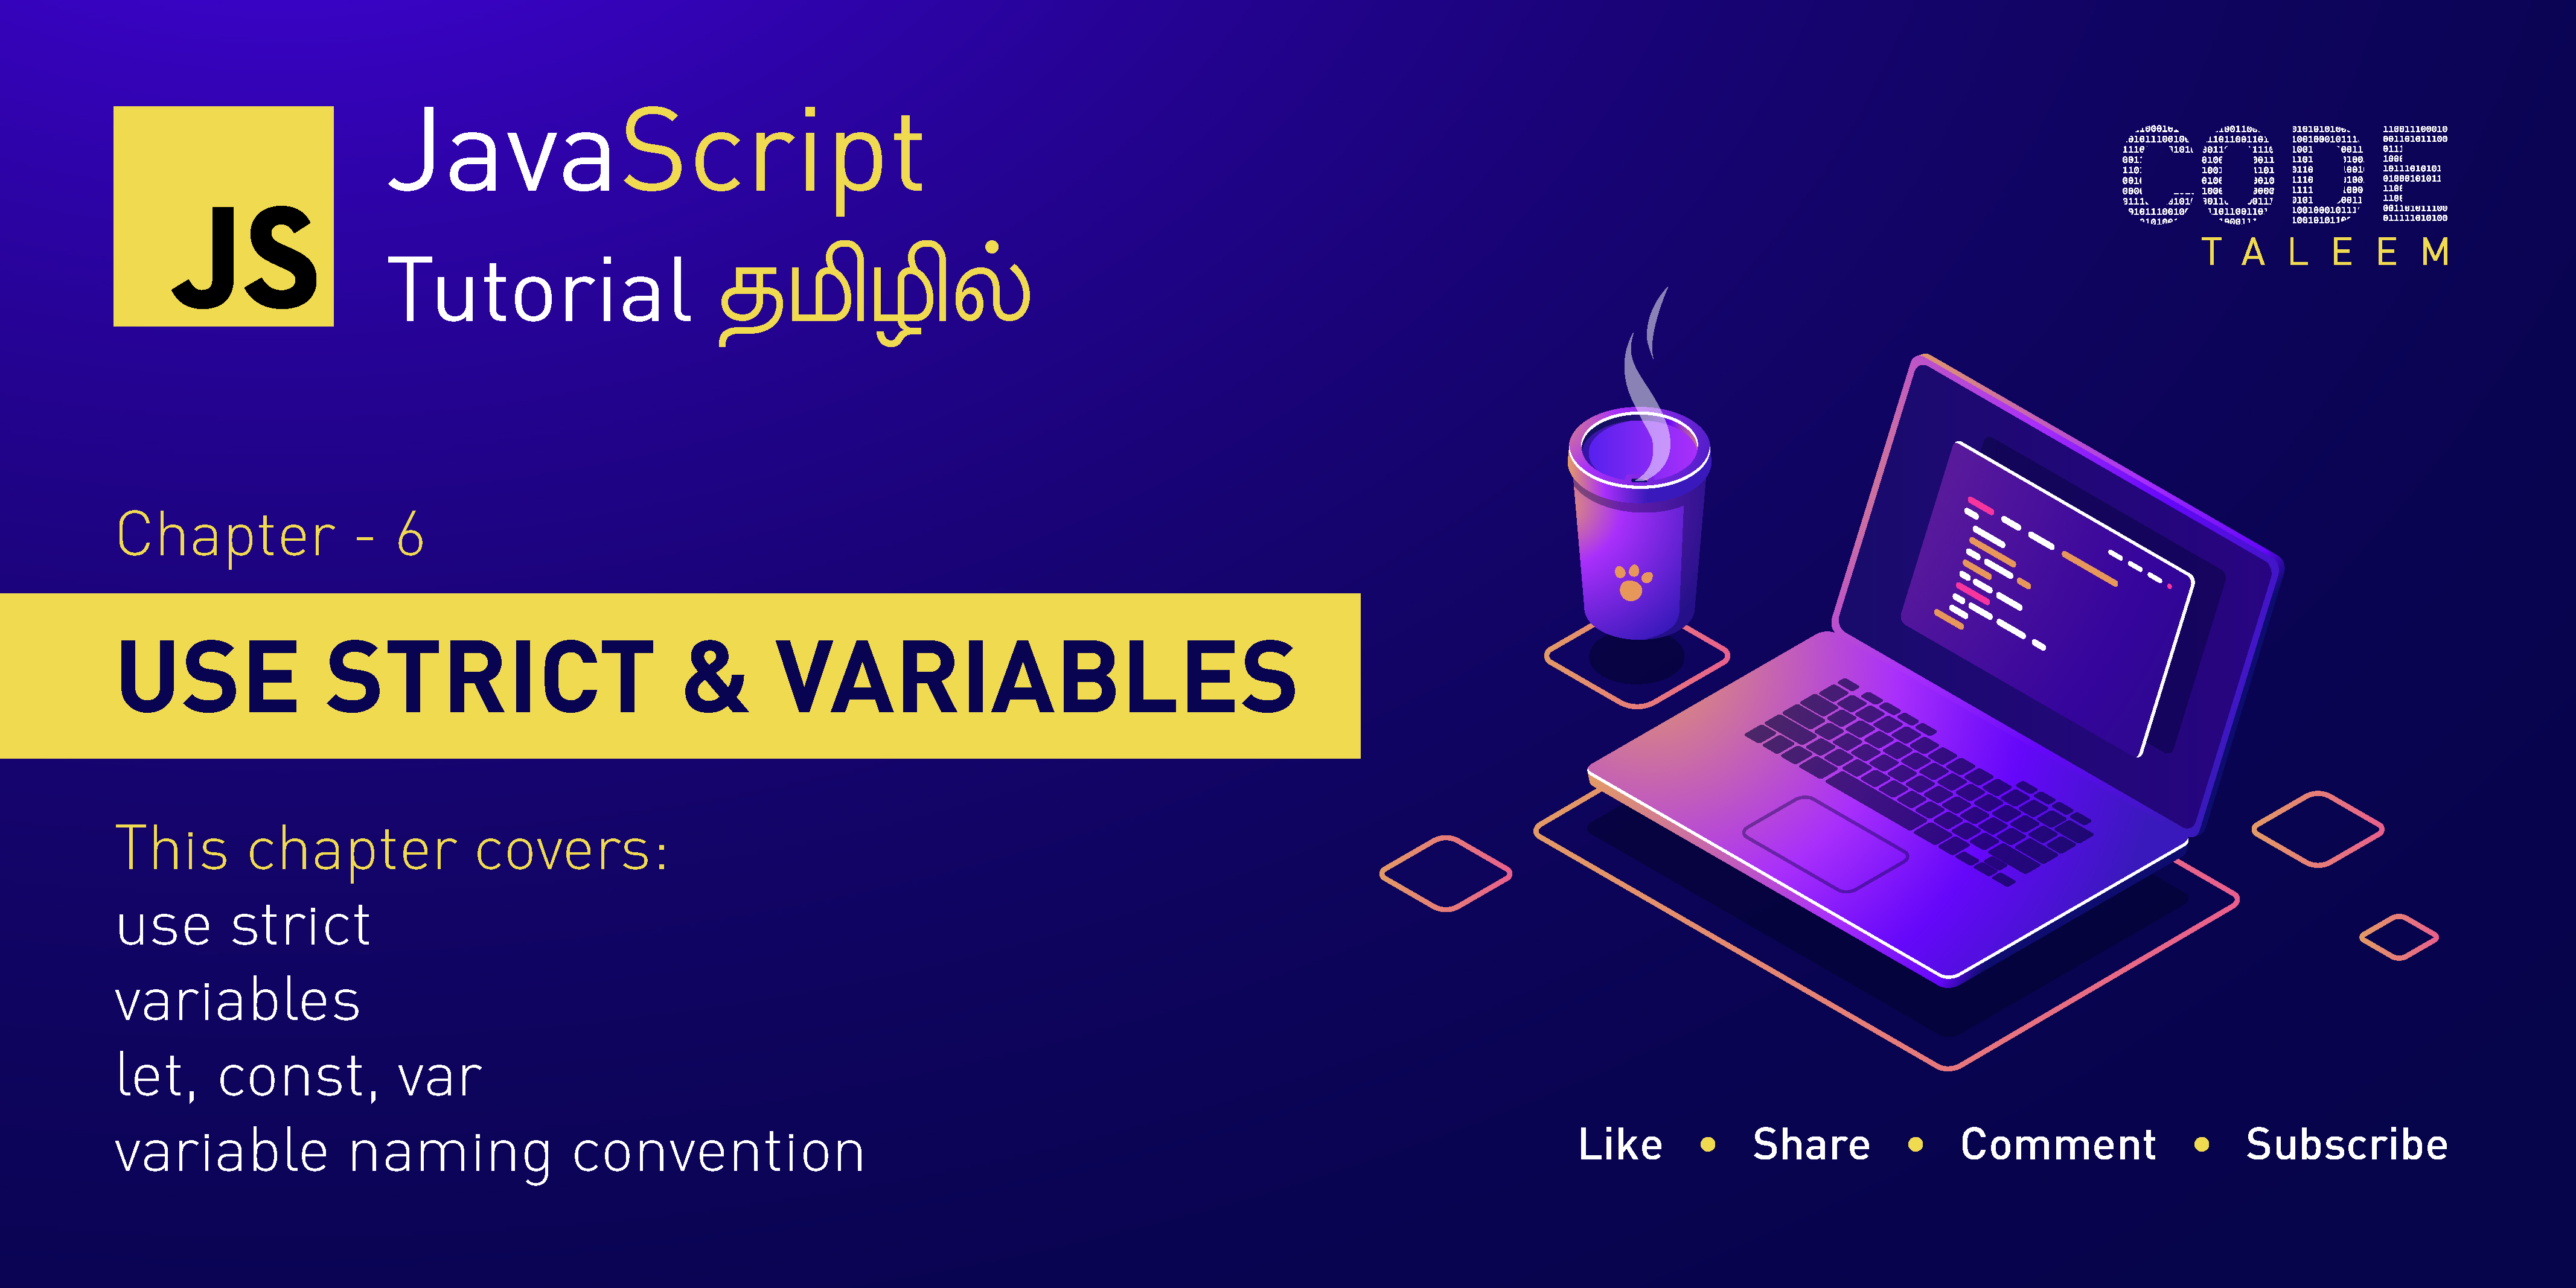 JS
JavaScript
Tutorial தமிழில்
CODE
TALEEM
Chapter - 6
USE STRICT & VARIABLES
This chapter covers:
use strict
variables
let, const, var
variable naming convention
Like • Share • Comment • Subscribe